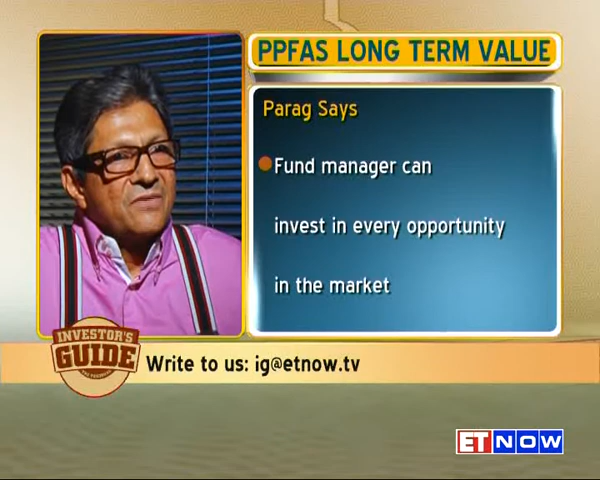 PPFAS LONG TERM VALUE
Parag Says
Fund manager can
invest in every opportunity
in the market
INVESTOR'S
GUIDE
Write to us: ig@etnow.tv
ET NOW